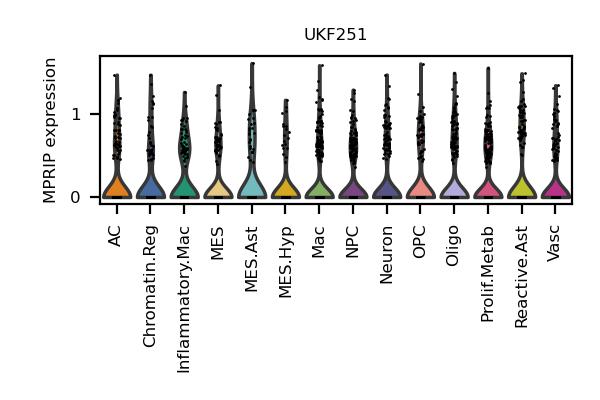 UKF251
MPRIP expression
1
0
AC
Chromatin.Reg
Inflammatory.Mac
MES
MES.Ast
MES.Hyp
Mac
NPC
Neuron
OPC
Oligo
Prolif.Metab
Reactive.Ast
Vasc